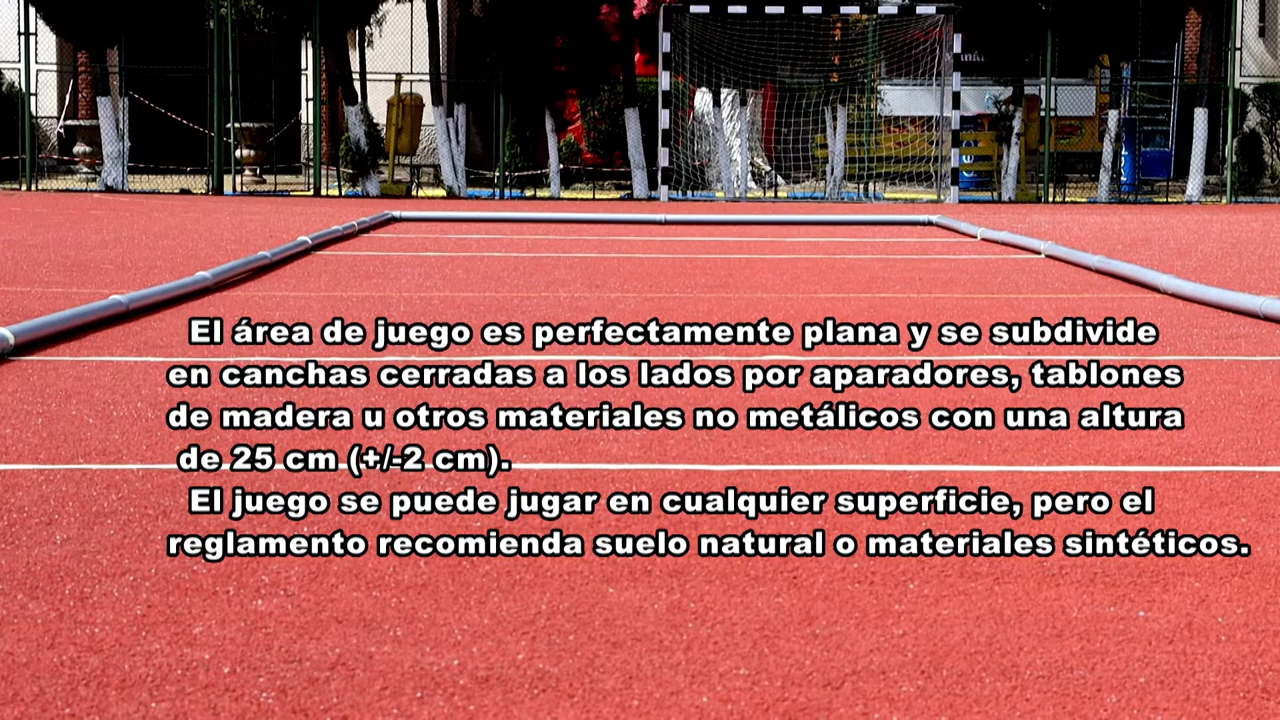 El área de juego es perfectamente plana y se subdivide
en canchas cerradas a los lados por aparadores, tablones
de madera u otros materiales no metálicos con una altura
de 25 cm (+/-2 cm).
El juego se puede jugar en cualquier superficie, pero el
reglamento recomienda suelo natural o materiales sintéticos.